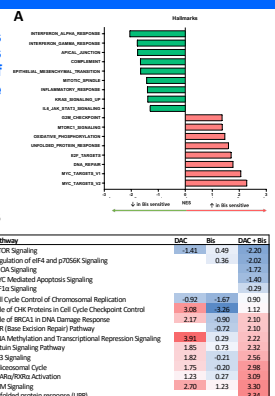 A
Hallmarks
INTERFERON_ALPHA_RESPONSE
INTERFERON_GAMMA_RESPONSE
APICAL_JUNCTION
COMPLEMENT
EPITHELIAL_MESENCHYMAL_TRANSITION
MITOTIC_SPINDLE
INFLAMMATORY_RESPONSE
KRAS_SIGNALING_UP
IL6_JAK_STAT3_SIGNALING
G2M_CHECKPOINT
MTORC1_SIGNALING
OXIDATIVE_PHOSPHORYLATION
UNFOLDED_PROTEIN_RESPONSE
E2F_TARGETS
DNA_REPAIR
MYC_TARGETS_V1
MYC_TARGETS_V2
-3 -2 -1 0 1 2 3
↓ in Bis sensitive NES ↑ in Bis sensitive
athway DAC Bis DAC+Bis
TOR Signaling -1.41 0.49 -2.20
gulation of eIF4 and p70S6K Signaling 0.36 -2.02
OA Signaling -1.72
YC Mediated Apoptosis Signaling -1.40
F1α Signaling -0.29
ll Cycle Control of Chromosomal Replication -0.92 -1.67 0.90
le of CHK Proteins in Cell Cycle Checkpoint Control 3.08 -3.26 1.12
le of BRCA1 in DNA Damage Response 2.17 -0.90 2.10
R (Base Excision Repair) Pathway -0.72 2.10
NA Methylation and Transcriptional Repression Signaling 3.91 0.29 2.22
tuin Signaling Pathway 1.85 0.73 2.32
3 Signaling 1.82 -0.21 2.56
liceosomal Cycle 1.75 -0.20 2.98
ARα/RXRα Activation 1.23 0.27 3.09
M Signaling 2.70 1.23 3.30
folded protein response (UPR) 3.34